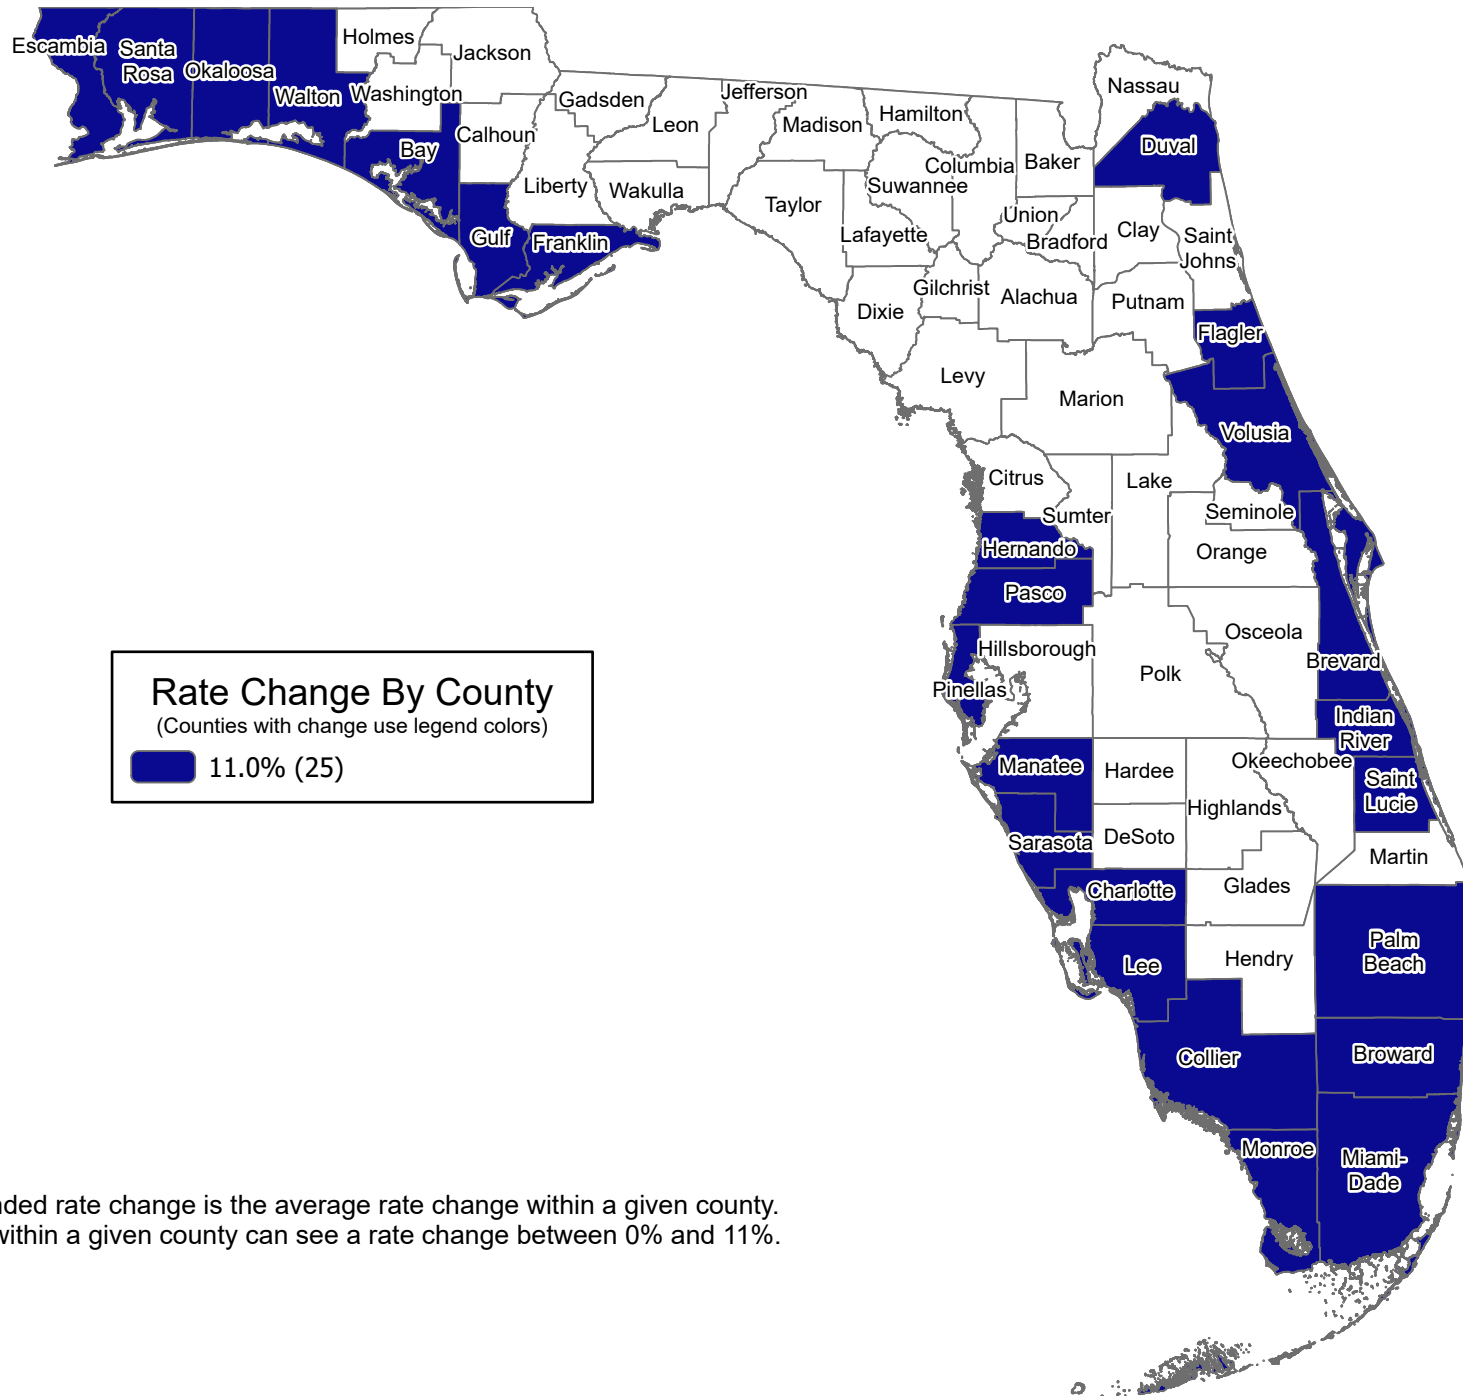 Escambia
Santa
Rosa
Okaloosa
Walton
Holmes
Jackson
Washington
Bay
Calhoun
Gulf
Franklin
Liberty
Gadsden
Leon
Wakulla
Jefferson
Madison
Taylor
Hamilton
Suwannee
Lafayette
Columbia
Baker
Nassau
Duval
Union
Bradford
Clay
Saint
Johns
Dixie
Gilchrist
Alachua
Putnam
Flagler
Levy
Marion
Volusia
Citrus
Sumter
Lake
Seminole
Orange
Hernando
Pasco
Hillsborough
Pinellas
Polk
Osceola
Brevard
Indian
River
Manatee
Hardee
Highlands
Okeechobee
Saint
Lucie
Sarasota
DeSoto
Martin
Charlotte
Glades
Lee
Hendry
Palm
Beach
Collier
Broward
Monroe
Miami-
Dade
Rate Change By County
(Counties with change use legend colors)
11.0% (25)
rate change is the average rate change within a given county.
within a given county can see a rate change between 0% and 11%.